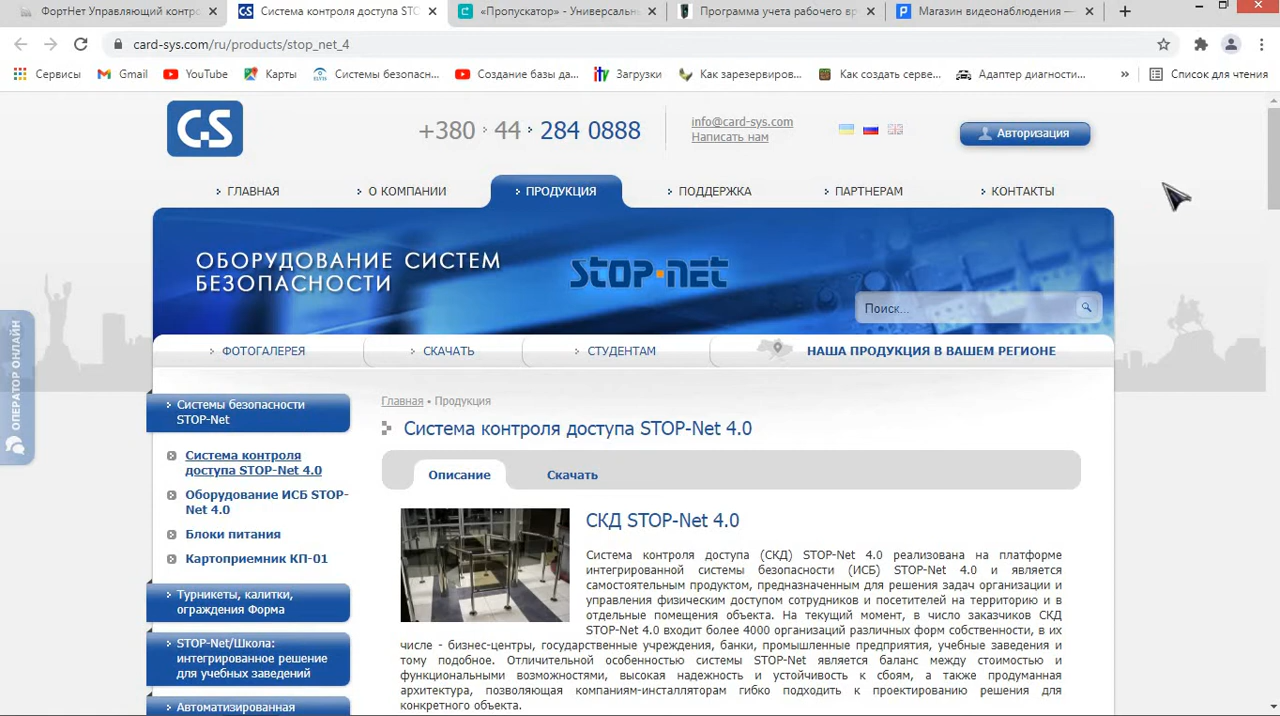 ФортНет Управляющий контро
Система контроля доступа STO
«Пропускатор» - Универсальн
Программа учета рабочего вр
Магазин видеонаблюдения —
card-sys.com/ru/products/stop_net_4
Сервисы
Gmail
YouTube
Карты
Системы безопасн...
Создание базы да...
Загрузки
Как зарезервиров...
Как создать серве...
Адаптер диагности...
»
Список для чтения
CS
+380 44 284 0888
info@card-sys.com
Написать нам
Авторизация
ГЛАВНАЯ
О КОМПАНИИ
ПРОДУКЦИЯ
ПОДДЕРЖКА
ПАРТНЕРАМ
КОНТАКТЫ
ОБОРУДОВАНИЕ СИСТЕМ
БЕЗОПАСНОСТИ
STOP·NET
Поиск...
ФОТОГАЛЕРЕЯ
СКАЧАТЬ
СТУДЕНТАМ
НАША ПРОДУКЦИЯ В ВАШЕМ РЕГИОНЕ
ОПЕРАТОР ОНЛАЙН
Системы безопасности
STOP-Net
Система контроля
доступа STOP-Net 4.0
Оборудование ИСБ STOP-
Net 4.0
Блоки питания
Картоприемник КП-01
Турникеты, калитки,
ограждения Форма
STOP-Net/Школа:
интегрированное решение
для учебных заведений
Автоматизированная
Главная • Продукция
Система контроля доступа STOP-Net 4.0
Описание
Скачать
СКД STOP-Net 4.0
Система контроля доступа (СКД) STOP-Net 4.0 реализована на платформе
интегрированной системы безопасности (ИСБ) STOP-Net 4.0 и является
самостоятельным продуктом, предназначенным для решения задач организации и
управления физическим доступом сотрудников и посетителей на территорию и в
отдельные помещения объекта. На текущий момент, в число заказчиков СКД
STOP-Net 4.0 входит более 4000 организаций различных форм собственности, в их
числе - бизнес-центры, государственные учреждения, банки, промышленные предприятия, учебные заведения и
тому подобное. Отличительной особенностью системы STOP-Net является баланс между стоимостью и
функциональными возможностями, высокая надежность и устойчивость к сбоям, а также продуманная
архитектура, позволяющая компаниям-инсталляторам гибко подходить к проектированию решения для
конкретного объекта.